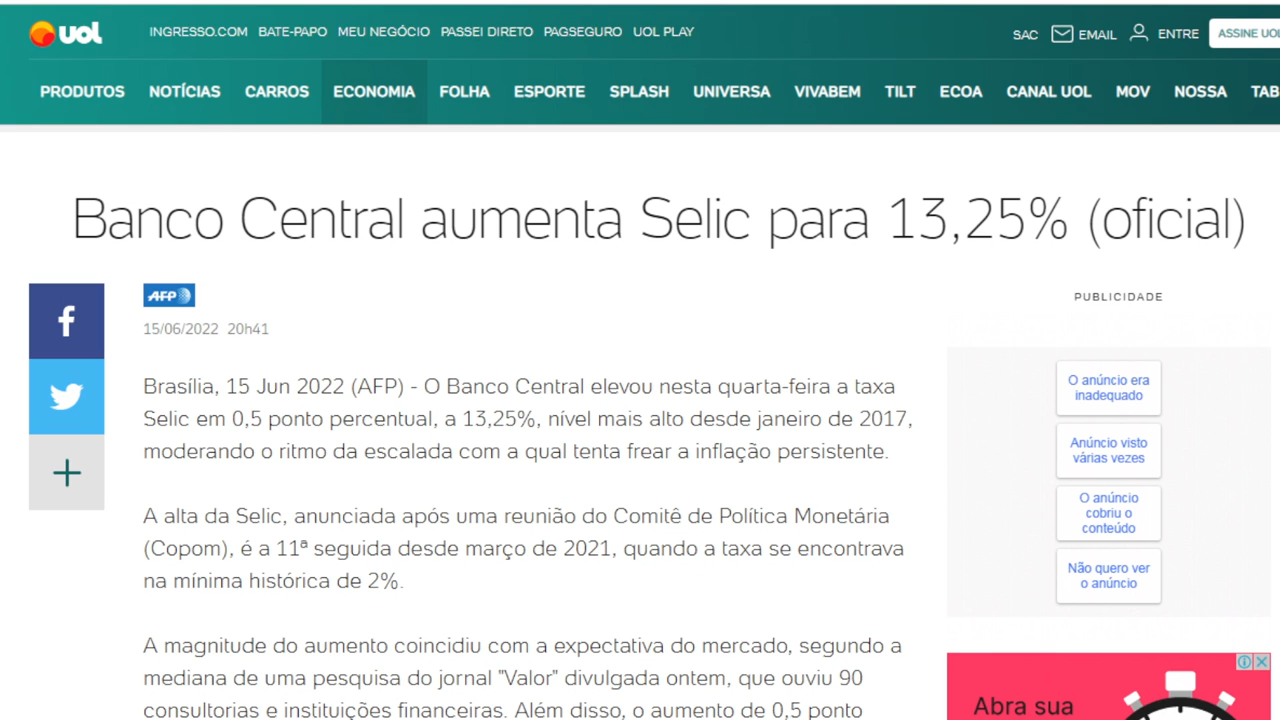 uol
INGRESSO.COM BATE-PAPO MEU NEGÓCIO PASSEI DIRETO PAGSEGURO UOL PLAY
SAC EMAIL ENTRE ASSINE UOL
PRODUTOS NOTÍCIAS CARROS ECONOMIA FOLHA ESPORTE SPLASH UNIVERSA VIVABEM TILT ECOA CANAL UOL MOV NOSSA TAB
Banco Central aumenta Selic para 13,25% (oficial)
AFP
15/06/2022 20h41
Brasília, 15 Jun 2022 (AFP) - O Banco Central elevou nesta quarta-feira a taxa
Selic em 0,5 ponto percentual, a 13,25%, nível mais alto desde janeiro de 2017,
moderando o ritmo da escalada com a qual tenta frear a inflação persistente.
A alta da Selic, anunciada após uma reunião do Comitê de Política Monetária
(Copom), é a 11ª seguida desde março de 2021, quando a taxa se encontrava
na mínima histórica de 2%.
A magnitude do aumento coincidiu com a expectativa do mercado, segundo a
mediana de uma pesquisa do jornal "Valor" divulgada ontem, que ouviu 90
consultorias e instituições financeiras. Além disso, o aumento de 0,5 ponto
PUBLICIDADE
O anúncio era
inadequado
Anúncio visto
várias vezes
O anúncio
cobriu o
conteúdo
Não quero ver
o anúncio
Abra sua